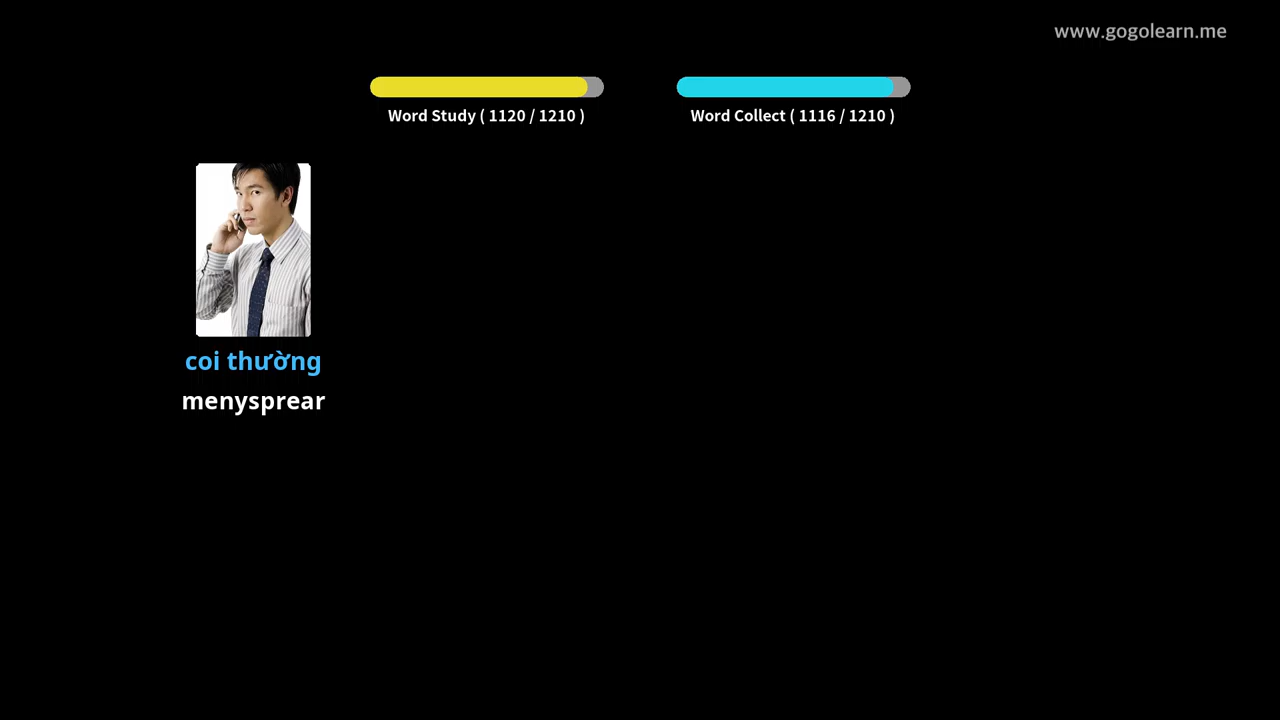 www.gogolearn.me
Word Study ( 1120 / 1210 )
Word Collect ( 1116 / 1210 )
coi thường
menysprear